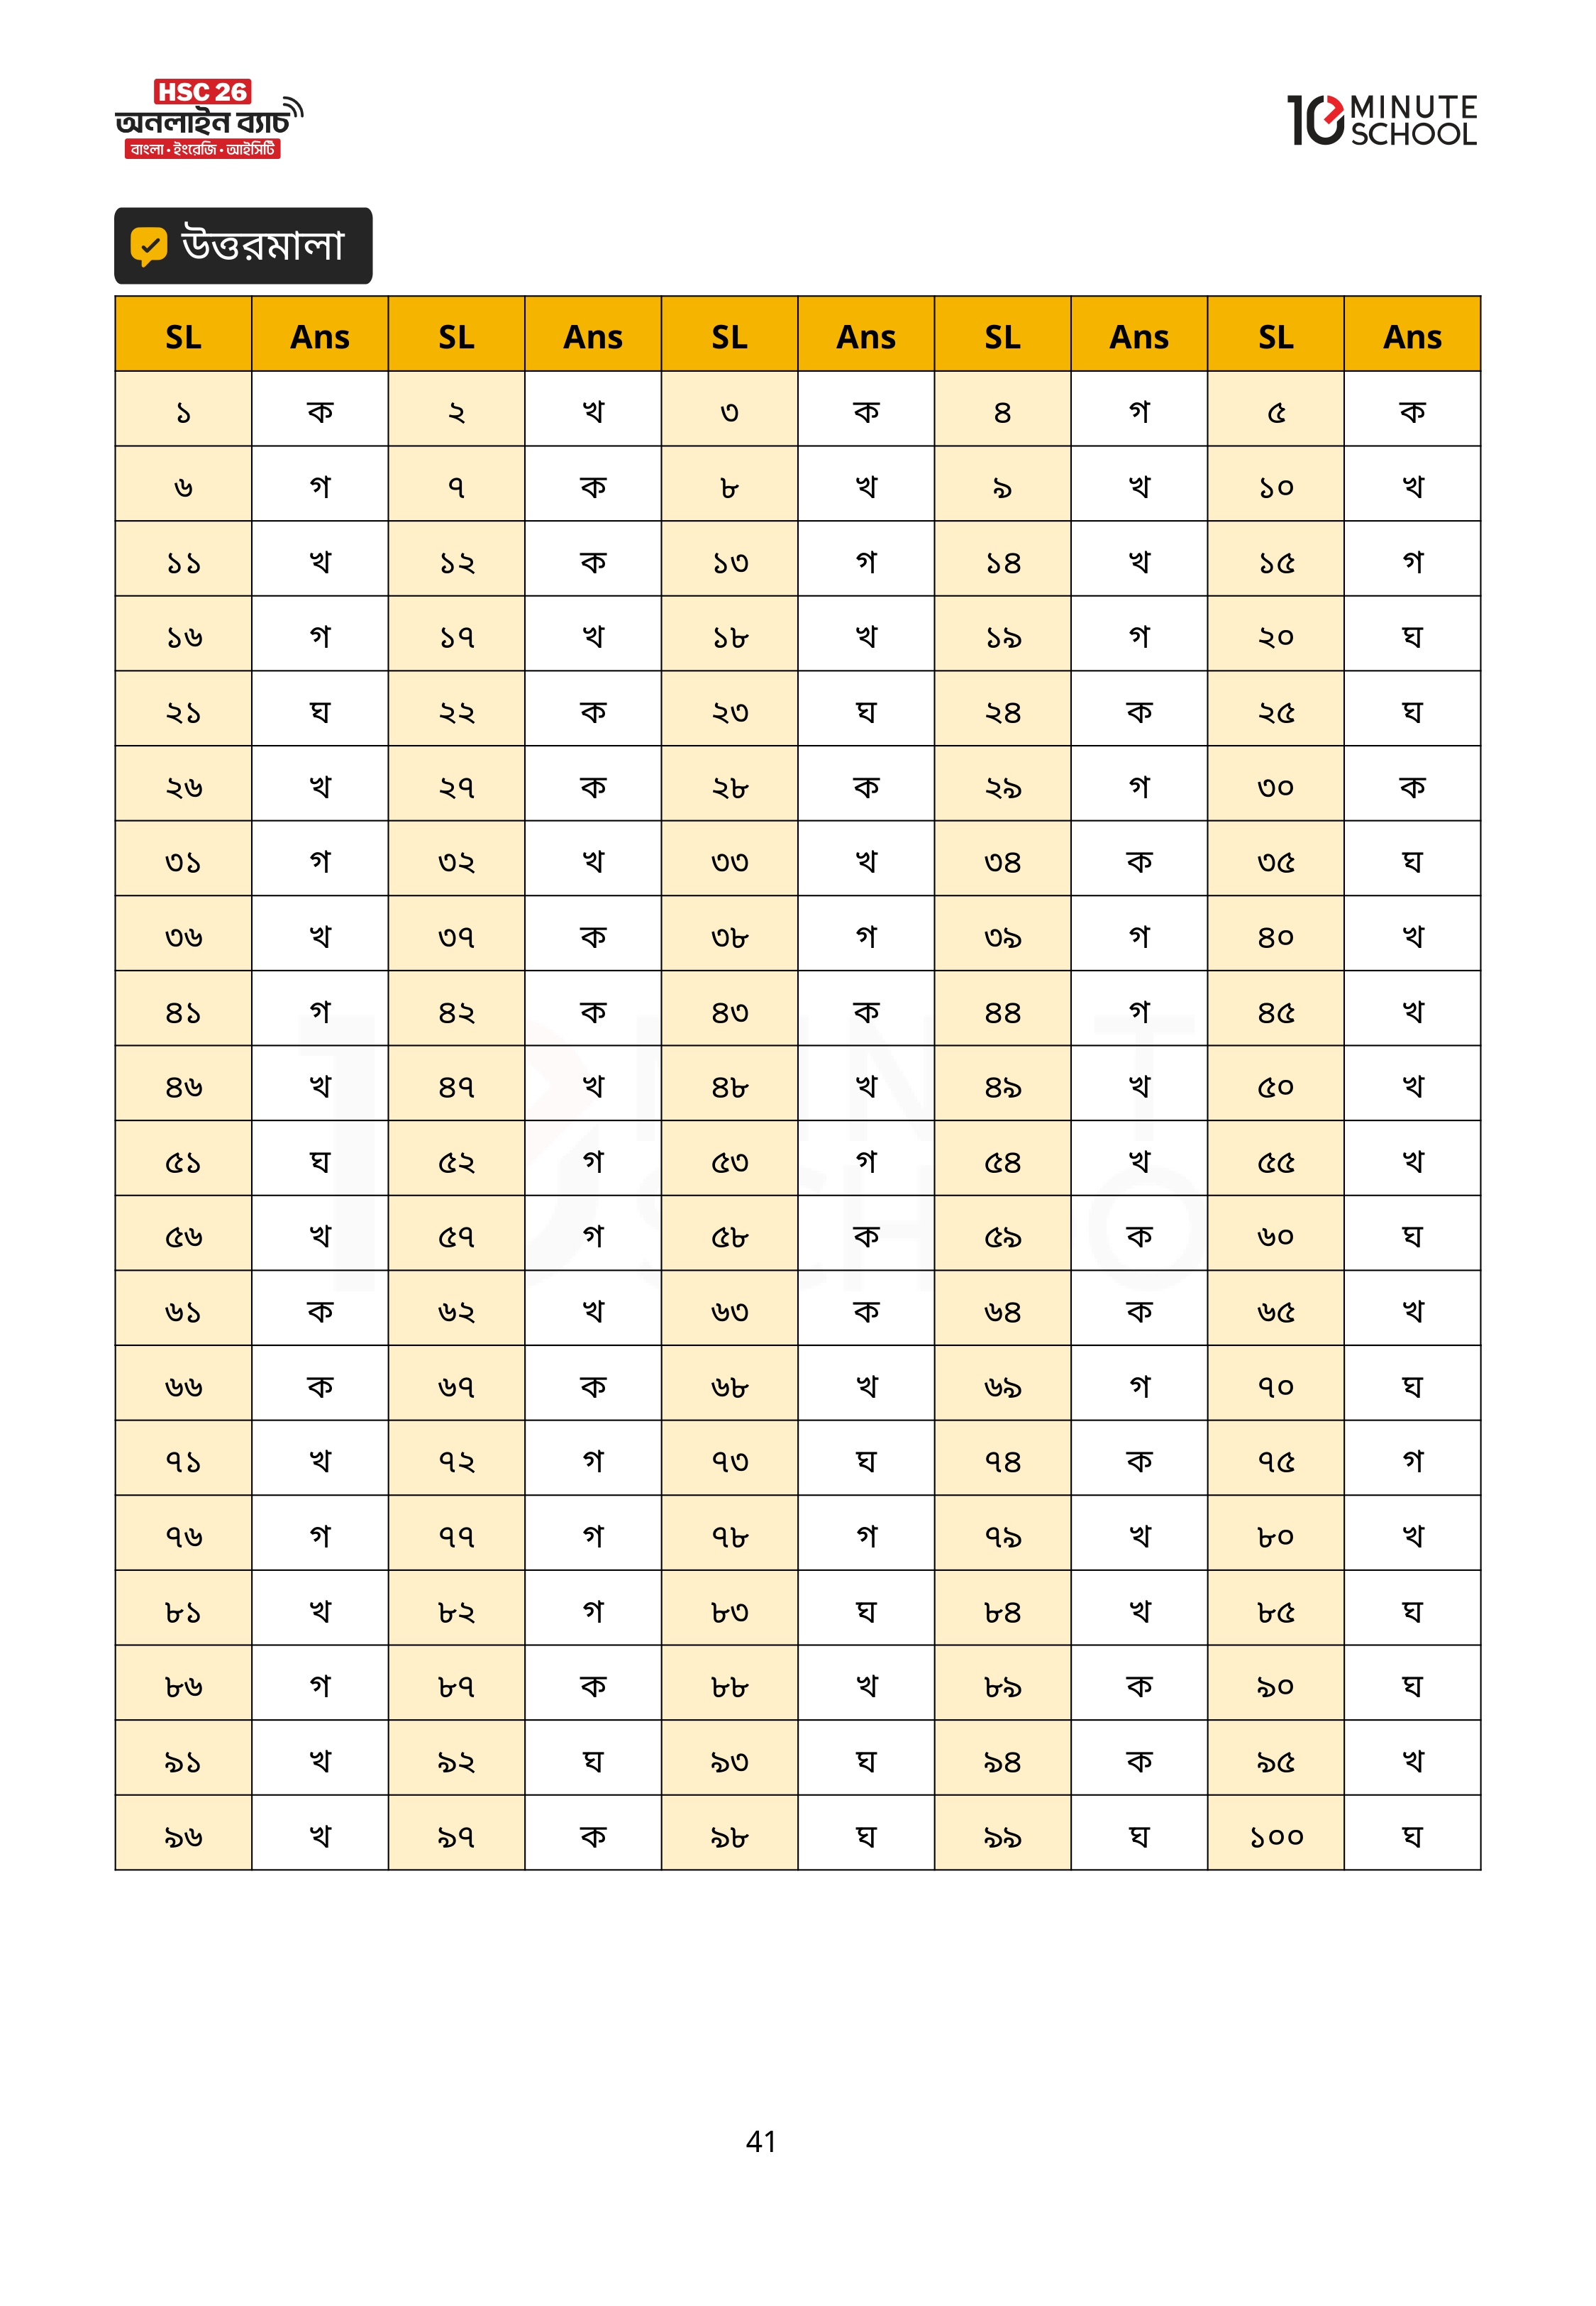 HSC 26
অনলাইন ব্যাচ
বাংলা • ইংরেজি • আইসিটি
10 MINUTE SCHOOL
উত্তরমালা
SL Ans SL Ans SL Ans SL Ans SL Ans
১ ক ২ খ ৩ ক ৪ গ ৫ ক
৬ গ ৭ ক ৮ খ ৯ খ ১০ খ
১১ খ ১২ ক ১৩ গ ১৪ খ ১৫ গ
১৬ গ ১৭ খ ১৮ খ ১৯ গ ২০ ঘ
২১ ঘ ২২ ক ২৩ ঘ ২৪ ক ২৫ ঘ
২৬ খ ২৭ ক ২৮ ক ২৯ গ ৩০ ক
৩১ গ ৩২ খ ৩৩ খ ৩৪ ক ৩৫ ঘ
৩৬ খ ৩৭ ক ৩৮ গ ৩৯ গ ৪০ খ
৪১ গ ৪২ ক ৪৩ ক ৪৪ গ ৪৫ খ
৪৬ খ ৪৭ খ ৪৮ খ ৪৯ খ ৫০ খ
৫১ ঘ ৫২ গ ৫৩ গ ৫৪ খ ৫৫ খ
৫৬ খ ৫৭ গ ৫৮ ক ৫৯ ক ৬০ ঘ
৬১ ক ৬২ খ ৬৩ ক ৬৪ ক ৬৫ খ
৬৬ ক ৬৭ ক ৬৮ খ ৬৯ গ ৭০ ঘ
৭১ খ ৭২ গ ৭৩ ঘ ৭৪ ক ৭৫ গ
৭৬ গ ৭৭ গ ৭৮ গ ৭৯ খ ৮০ খ
৮১ খ ৮২ গ ৮৩ ঘ ৮৪ খ ৮৫ ঘ
৮৬ গ ৮৭ ক ৮৮ খ ৮৯ ক ৯০ ঘ
৯১ খ ৯২ ঘ ৯৩ ঘ ৯৪ ক ৯৫ খ
৯৬ খ ৯৭ ক ৯৮ ঘ ৯৯ ঘ ১০০ ঘ
41